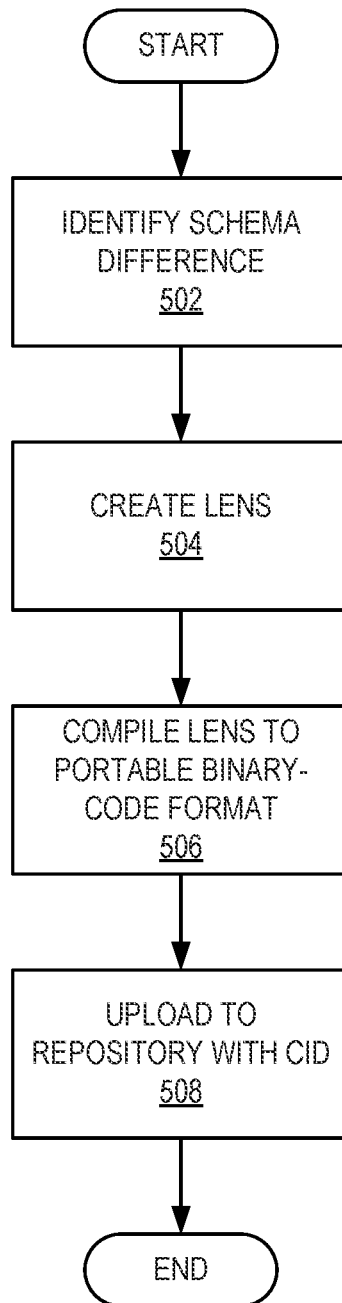 START
IDENTIFY SCHEMA
DIFFERENCE
502
CREATE LENS
504
COMPILE LENS TO
PORTABLE BINARY-
CODE FORMAT
506
UPLOAD TO
REPOSITORY WITH CID
508
END